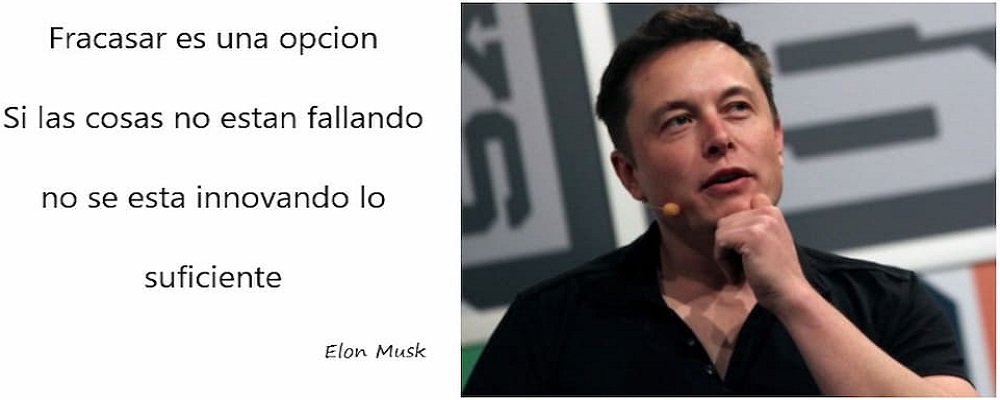 Fracasar es una opcion
Si las cosas no estan fallando
no se esta innovando lo
suficiente
Elon Musk